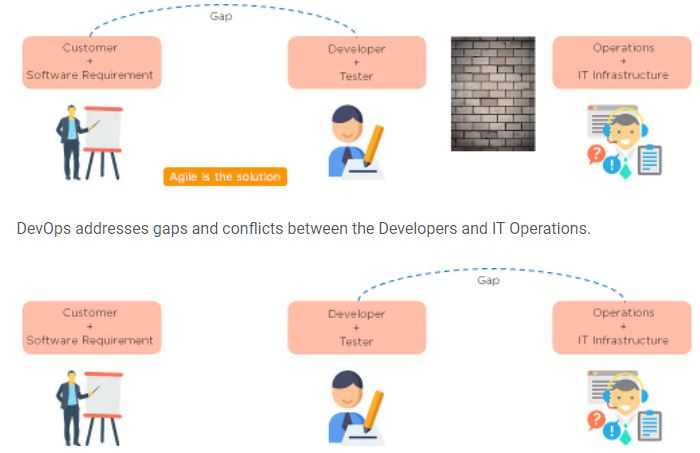 Gap
Customer
+
Software Requirement
Developer
+
Tester
Operations
+
IT Infrastructure
?
!
Agile is the solution
DevOps addresses gaps and conflicts between the Developers and IT Operations.
Gap
Customer
+
Software Requirement
Developer
+
Tester
Operations
+
IT Infrastructure
?
!